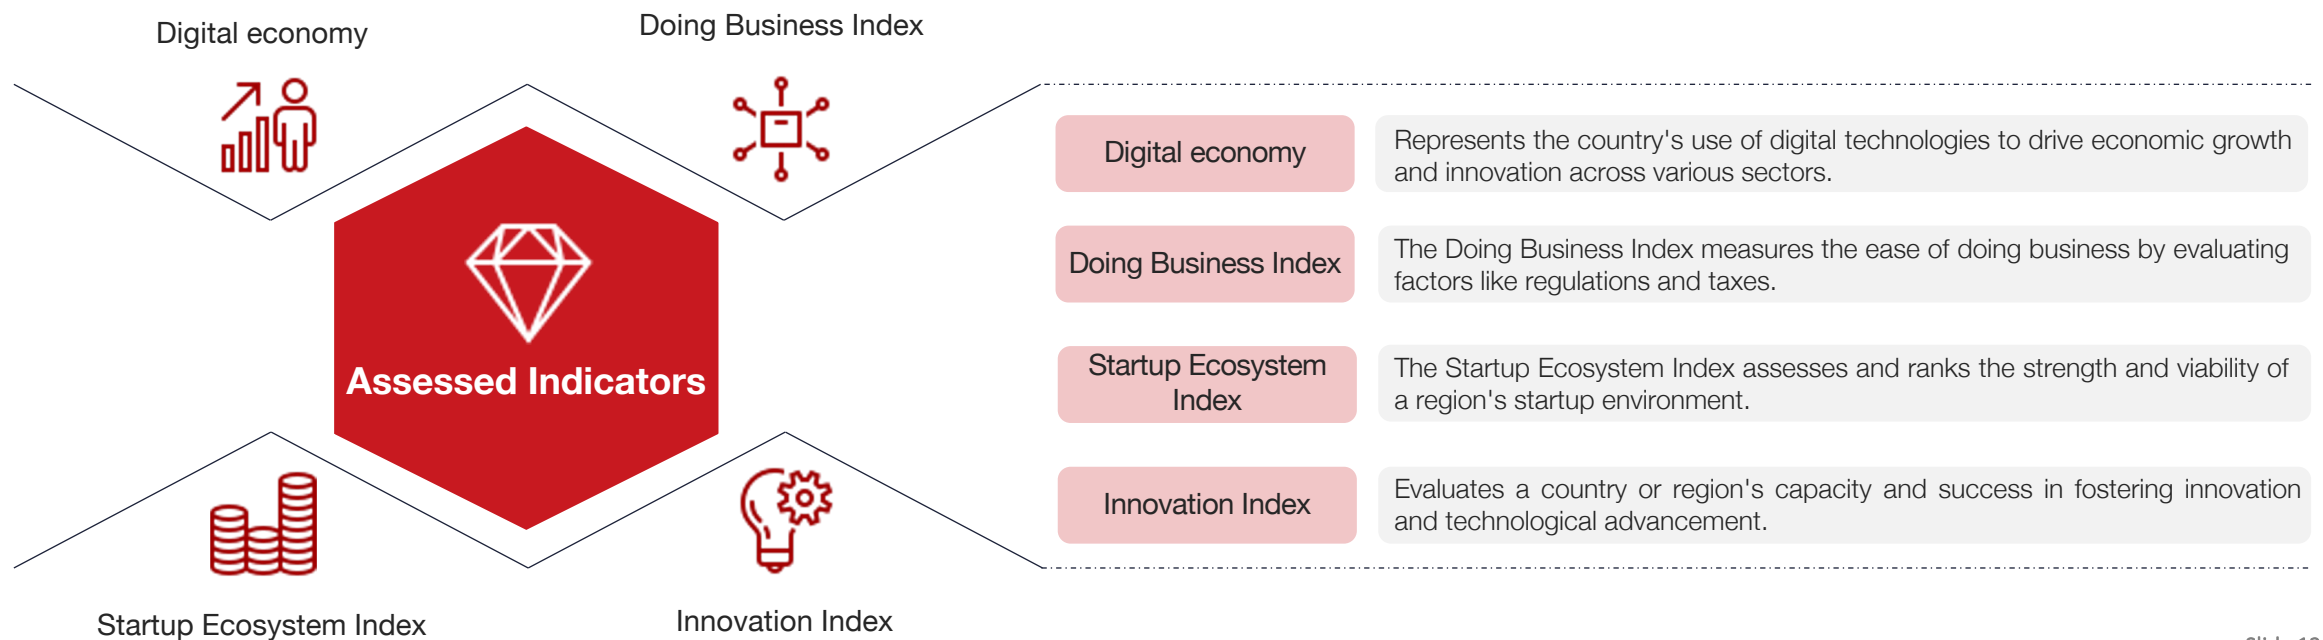 Digital economy
Doing Business Index
Assessed Indicators
Startup Ecosystem Index
Innovation Index
Digital economy
Represents the country's use of digital technologies to drive economic growth
and innovation across various sectors.
Doing Business Index
The Doing Business Index measures the ease of doing business by evaluating
factors like regulations and taxes.
Startup Ecosystem
Index
The Startup Ecosystem Index assesses and ranks the strength and viability of
a region's startup environment.
Innovation Index
Evaluates a country or region's capacity and success in fostering innovation
and technological advancement.